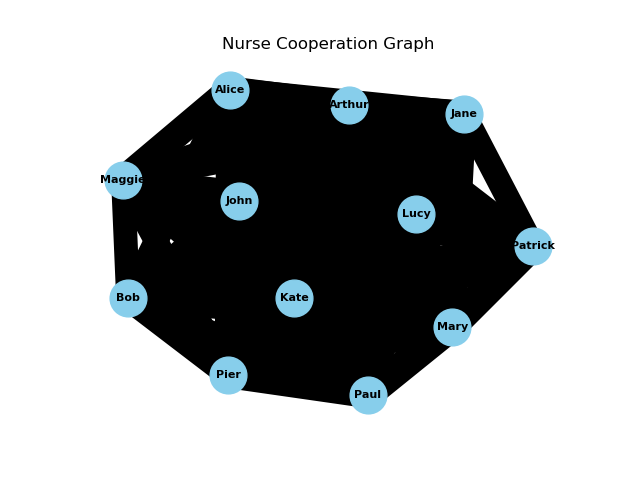 Nurse Cooperation Graph
Alice
Arthur
Jane
Maggie
John
Lucy
Patrick
Bob
Kate
Mary
Pier
Paul